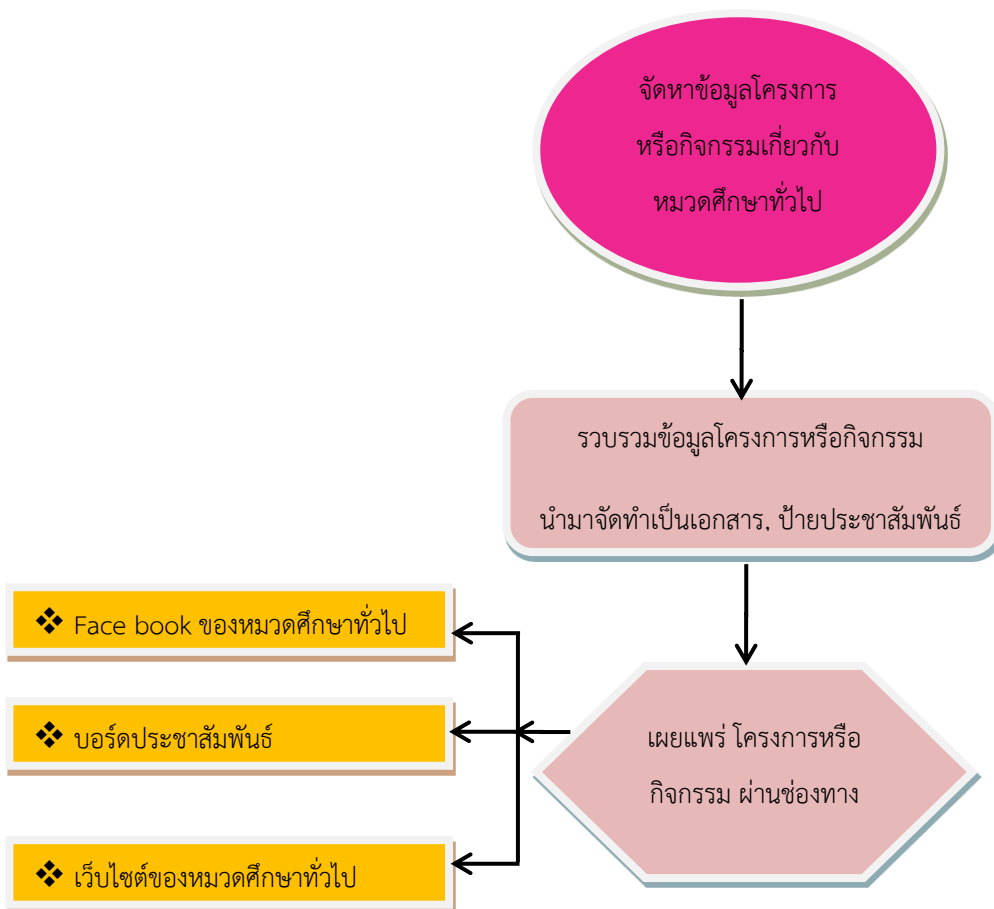 จัดหาข้อมูลโครงการ
หรือกิจกรรมเกี่ยวกับ
หมวดศึกษาทั่วไป
รวบรวมข้อมูลโครงการหรือกิจกรรม
นำมาจัดทำเป็นเอกสาร, ป้ายประชาสัมพันธ์
เผยแพร่ โครงการหรือ
กิจกรรม ผ่านช่องทาง
❖ Face book ของหมวดศึกษาทั่วไป
❖ บอร์ดประชาสัมพันธ์
❖ เว็บไซต์ของหมวดศึกษาทั่วไป